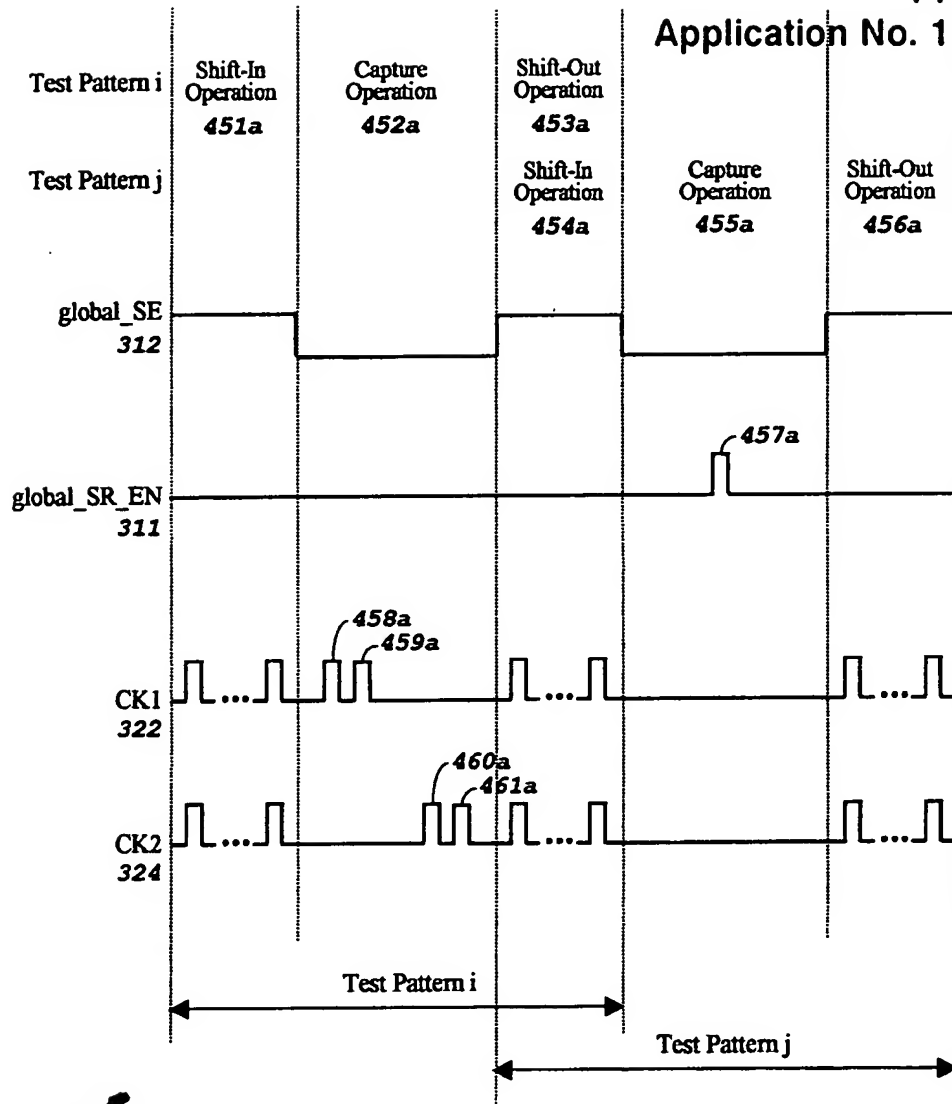 Application No. 1
Test Pattern i
Shift-In
Operation
451a
Capture
Operation
452a
Shift-Out
Operation
453a
Test Pattern j
Shift-In
Operation
454a
Capture
Operation
455a
Shift-Out
Operation
456a
global_SE
312
457a
global_SR_EN
311
458a
459a
CK1
322
460a
461a
CK2
324
Test Pattern i
Test Pattern j